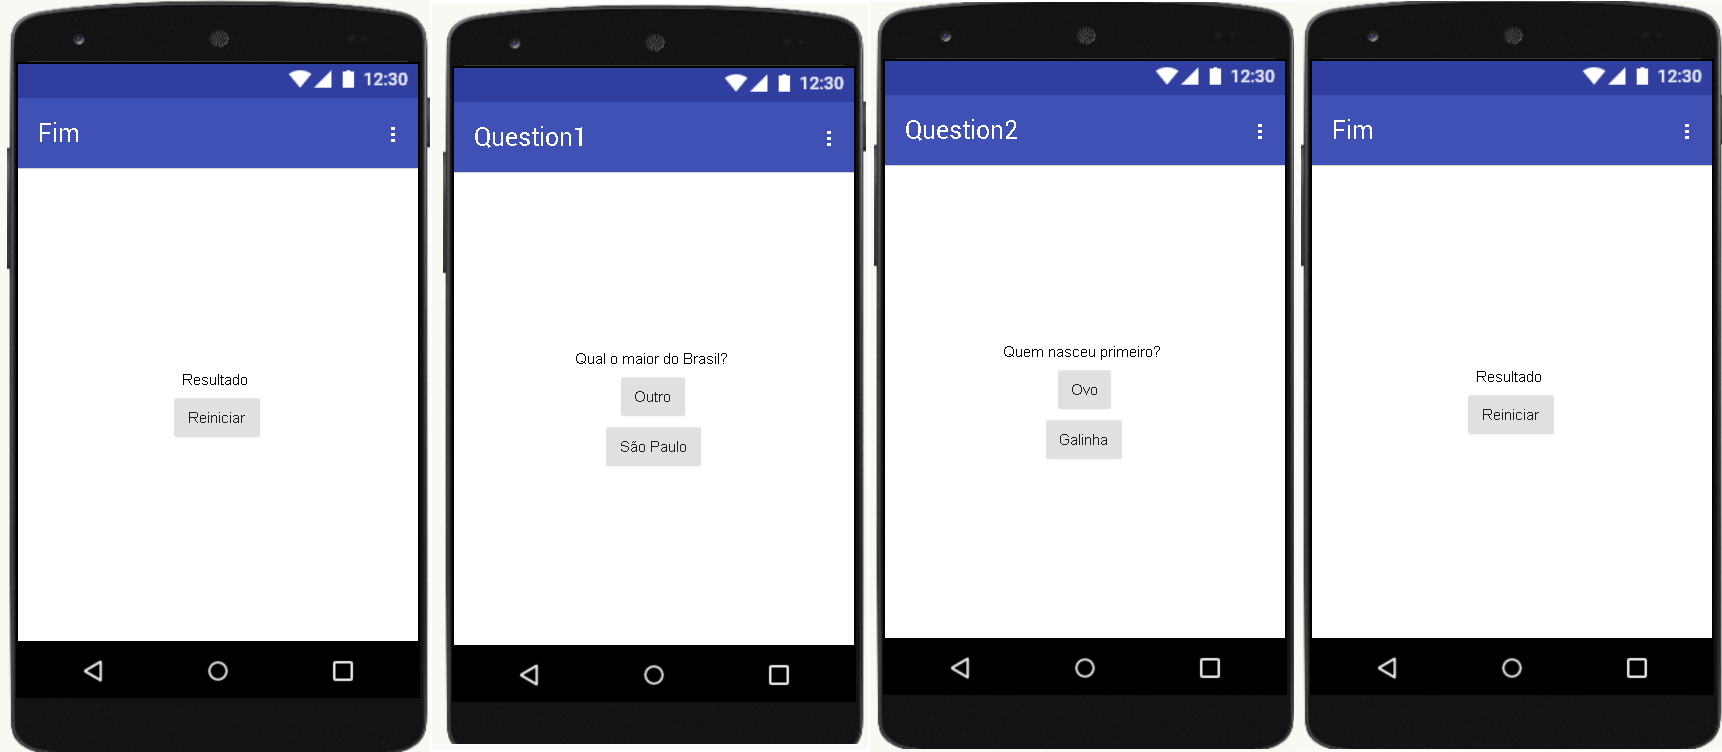 12:30
Fim
Resultado
Reiniciar
12:30
Question1
Qual o maior do Brasil?
Outro
São Paulo
12:30
Question2
Quem nasceu primeiro?
Ovo
Galinha
12:30
Fim
Resultado
Reiniciar